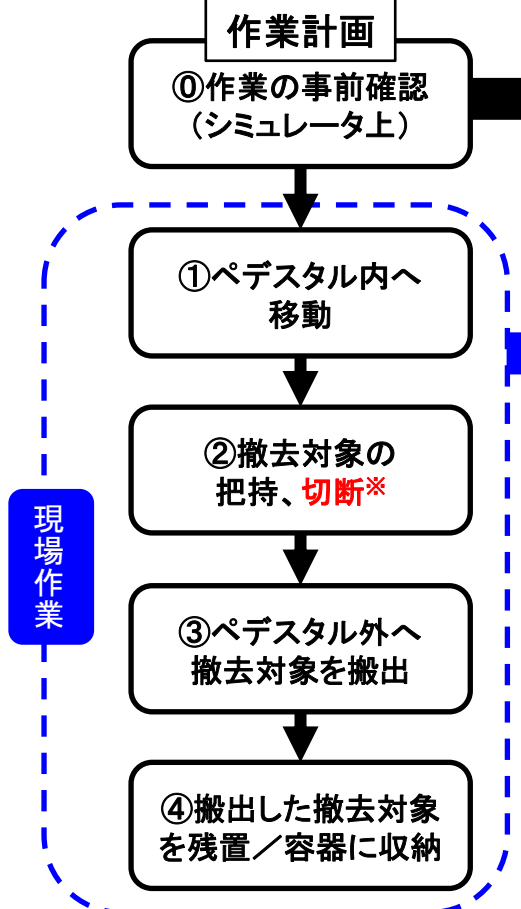 作業計画
⓪作業の事前確認
（シミュレータ上）
①ペデスタル内へ
移動
②撤去対象の
把持、切断※
現場作業
③ペデスタル外へ
撤去対象を搬出
④搬出した撤去対象
を残置／容器に収納